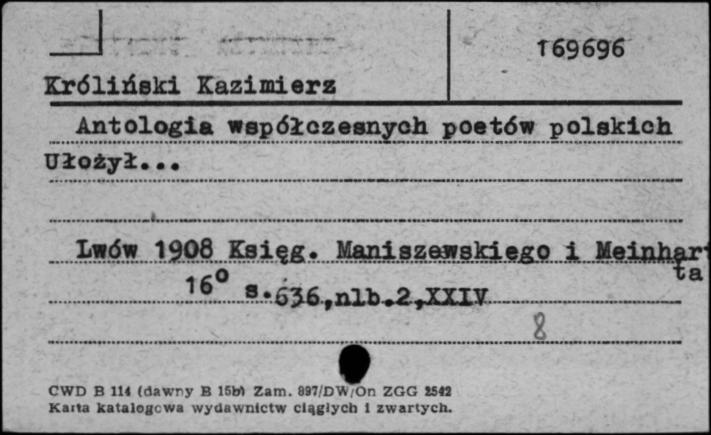 169696
Króliński Kazimierz
Antologia współczesnych poetów polskich
Ułożył...
Lwów 1908 Księg. Maniszewskiego i Meinhar
ta
16° s.636,nlb.2,XXIV
8
CWD B 114 (dawny B 15b) Zam. 897/DW/On ZGG 2542
Karta katalogowa wydawnictw ciągłych i zwartych.